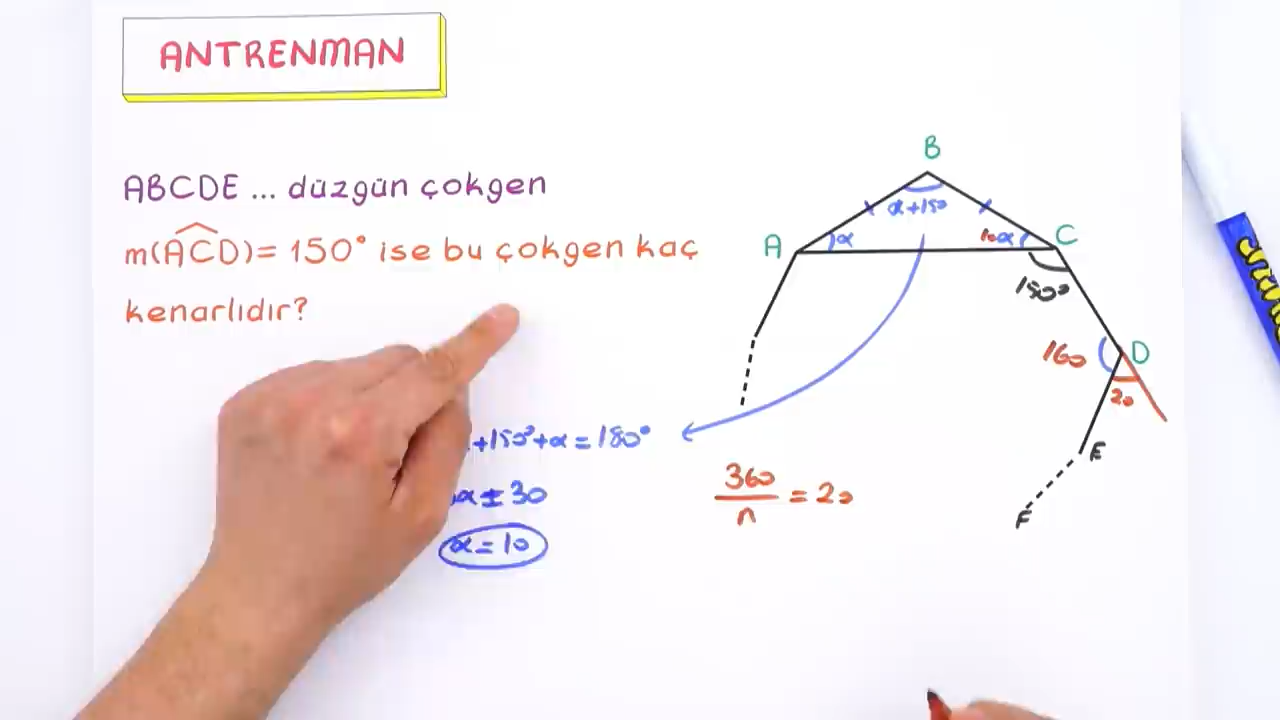 ANTRENMAN
ABCDE ... düzgün çokgen
m(ACD)= 150° ise bu çokgen kaç
kenarlıdır?
+150°+α = 180°
α = 30
α = 10
360
n
= 20
B
α+150
A
α
10
α
C
150°
160
D
20
E
F